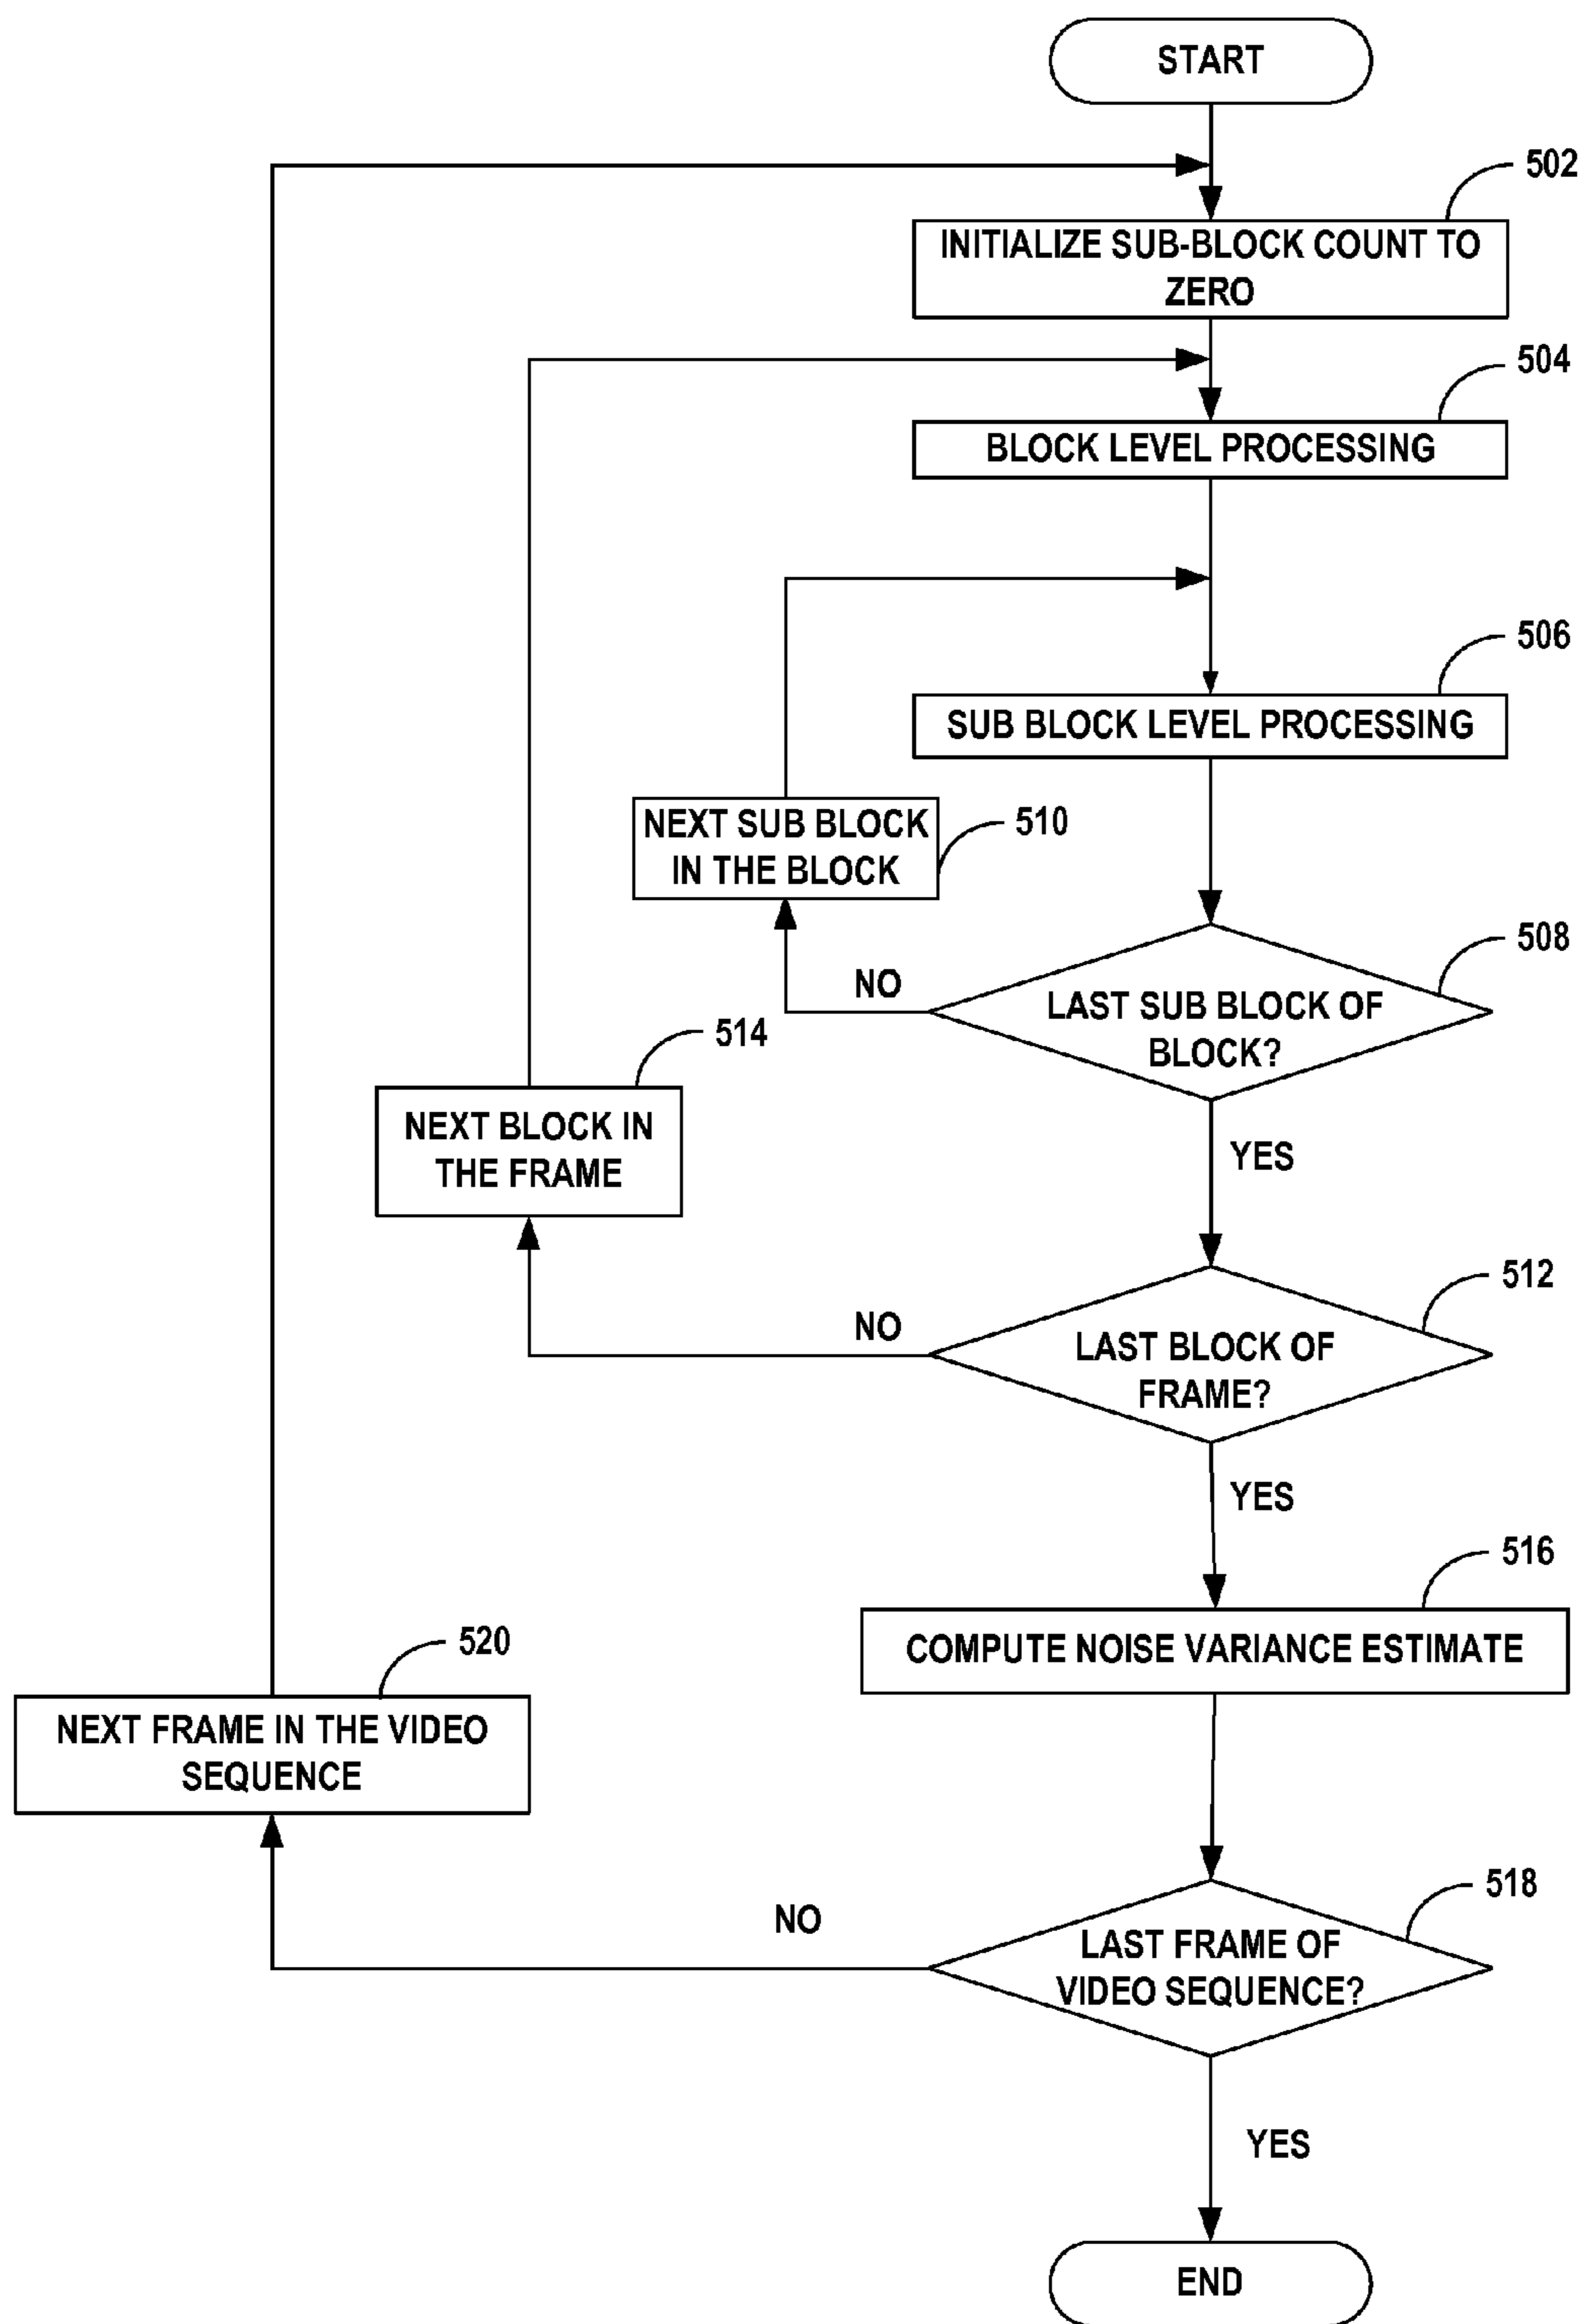 START
502
INITIALIZE SUB-BLOCK COUNT TO
ZERO
504
BLOCK LEVEL PROCESSING
506
SUB BLOCK LEVEL PROCESSING
NEXT SUB BLOCK
IN THE BLOCK
510
508
NO
LAST SUB BLOCK OF
BLOCK?
514
NEXT BLOCK IN
THE FRAME
YES
512
NO
LAST BLOCK OF
FRAME?
YES
516
COMPUTE NOISE VARIANCE ESTIMATE
520
NEXT FRAME IN THE VIDEO
SEQUENCE
518
NO
LAST FRAME OF
VIDEO SEQUENCE?
YES
END